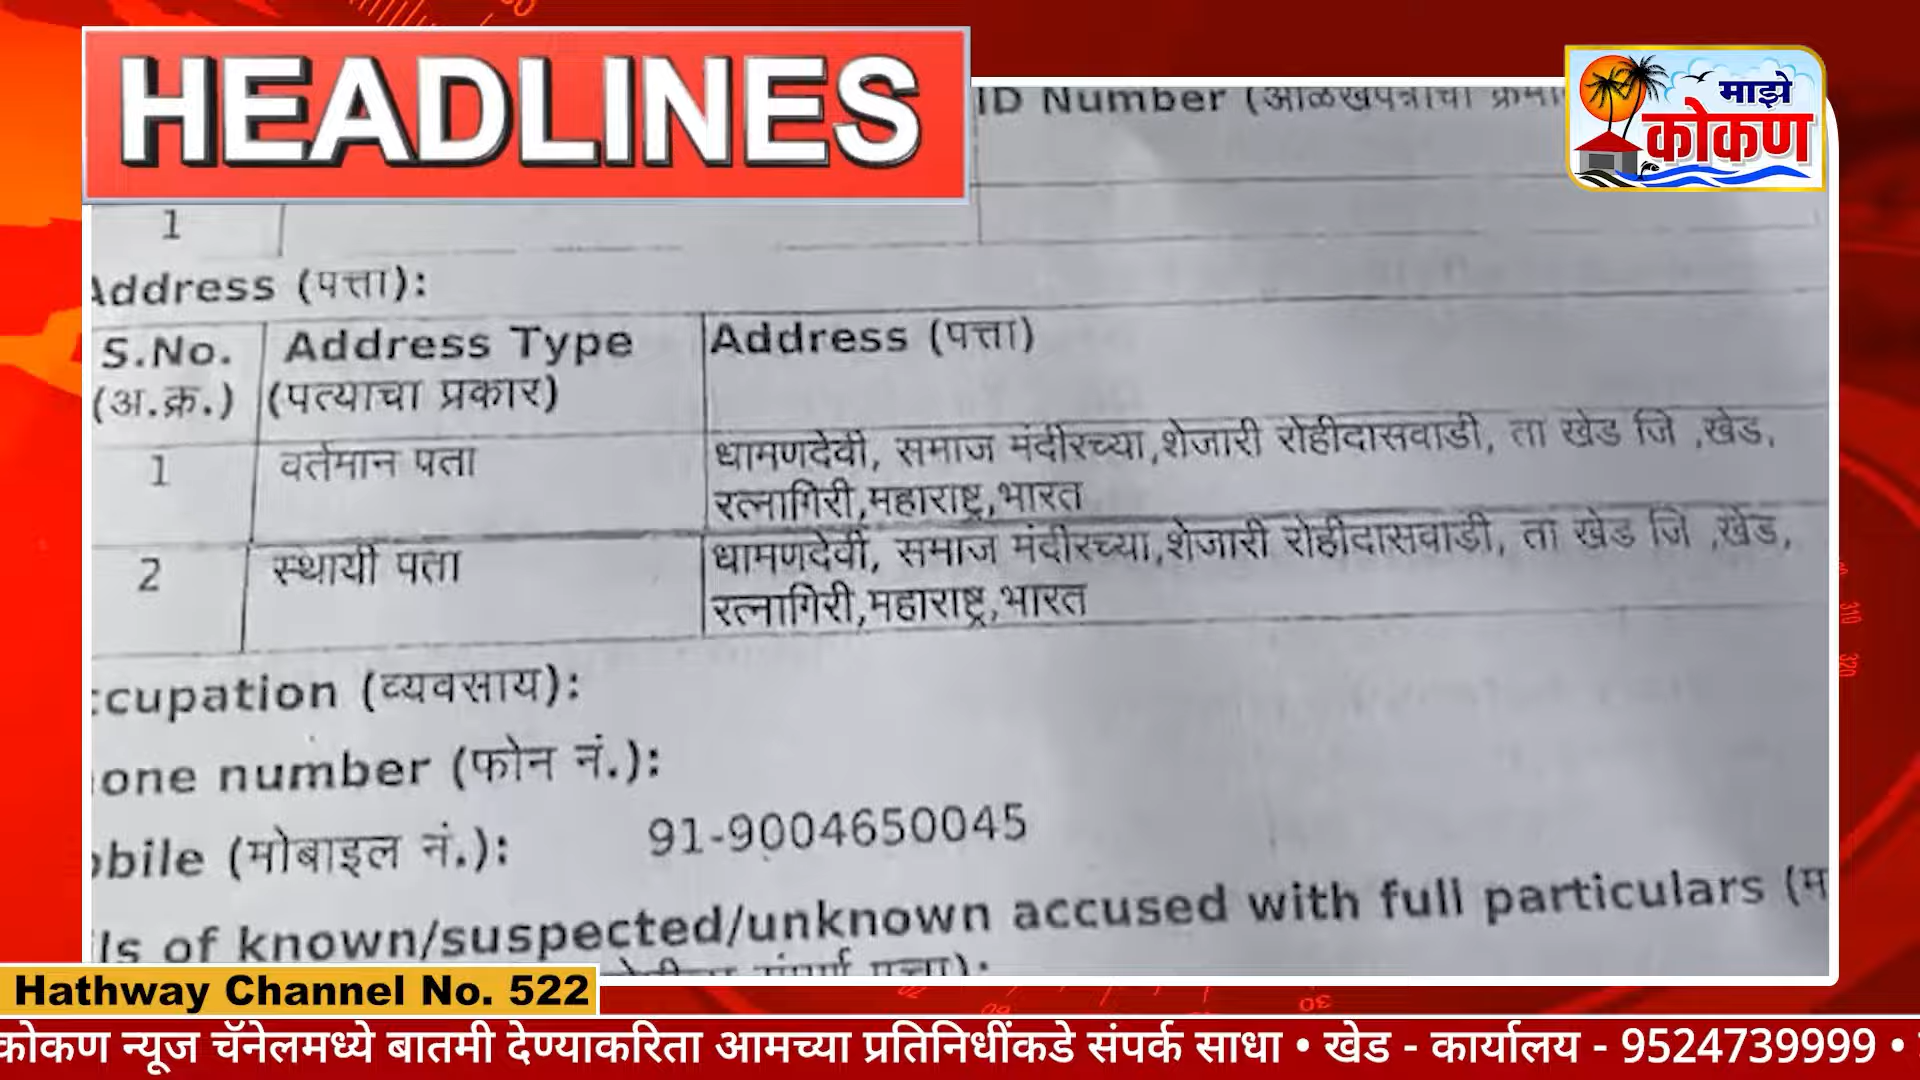 HEADLINES
ID Number (ओळखपत्राचा
माझे
कोकण
1
Address (पत्ता):
S.No. Address Type Address (पत्ता)
(अ.क्र.) (पत्याचा प्रकार)
1 वर्तमान पता धामणदेवी, समाज मंदीरच्या,शेजारी रोहीदासवाडी, ता खेड जि ,खेड,
रत्नागिरी,महाराष्ट्र,भारत
2 स्थायी पता धामणदेवी, समाज मंदीरच्या,शेजारी रोहीदासवाडी, ता खेड जि ,खेड,
रत्नागिरी,महाराष्ट्र,भारत
ccupation (व्यवसाय):
one number (फोन नं.):
obile (मोबाइल नं.): 91-9004650045
ils of known/suspected/unknown accused with full particulars (म
Hathway Channel No. 522
कोकण न्यूज चॅनेलमध्ये बातमी देण्याकरिता आमच्या प्रतिनिधींकडे संपर्क साधा • खेड - कार्यालय - 9524739999 •